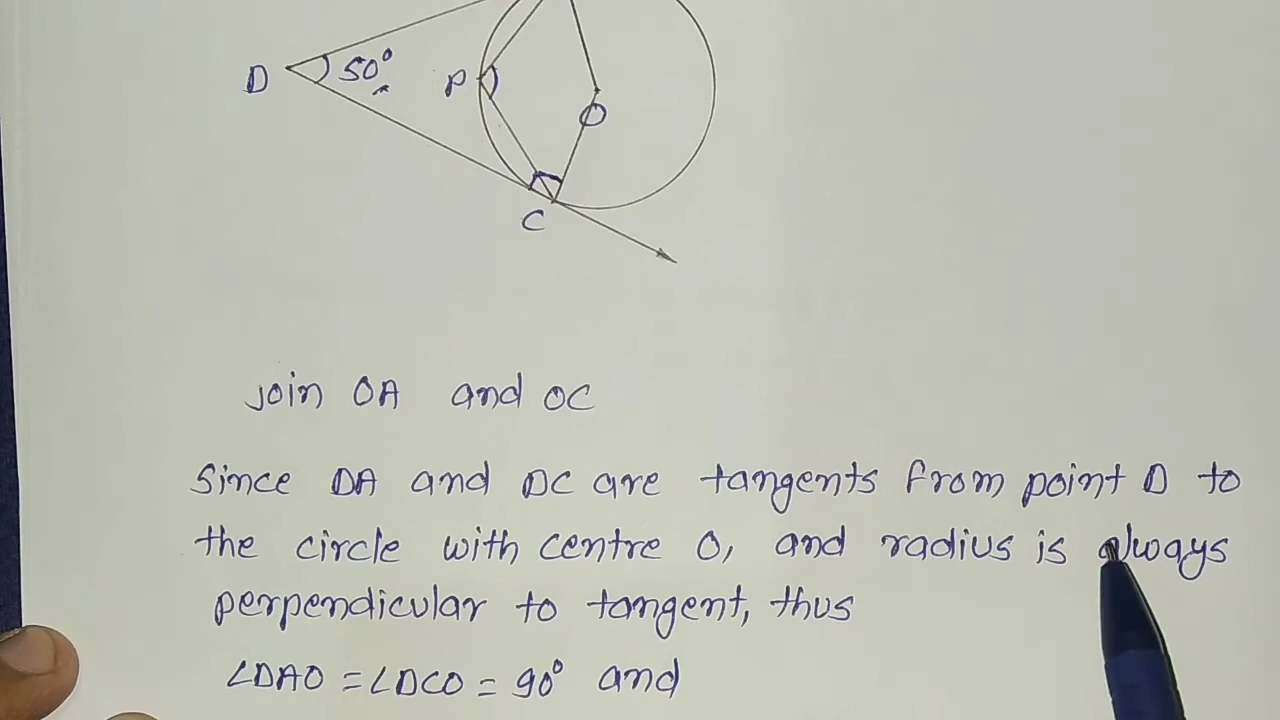 D 50° P
O
C
Join OA and OC
Since DA and DC are tangents from point D to
the circle with centre O, and radius is always
perpendicular to tangent, thus
∠DAO = ∠DCO = 90° and